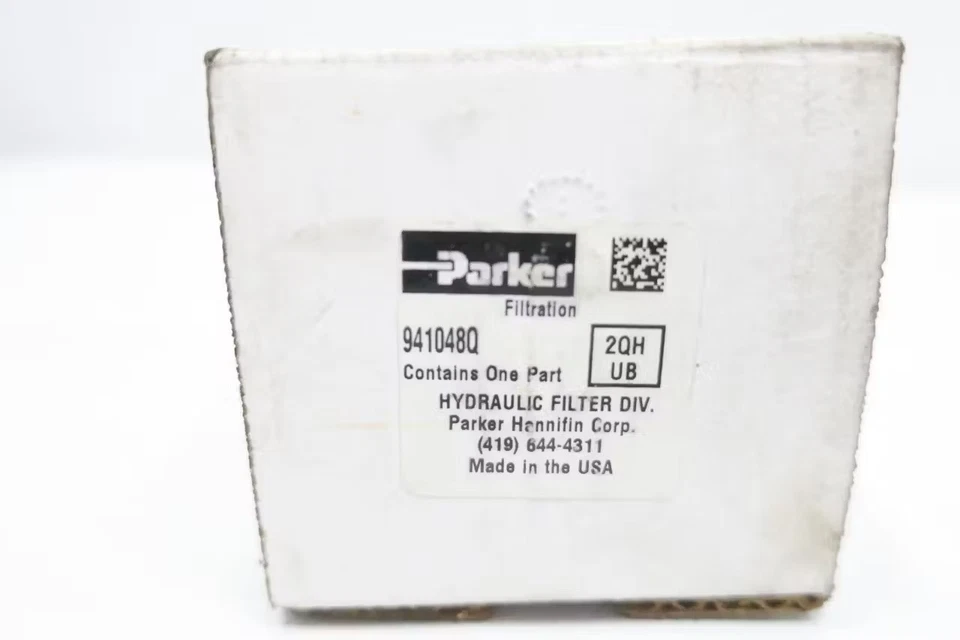 Parker
Filtration
941048Q
Contains One Part
2QH
UB
HYDRAULIC FILTER DIV.
Parker Hannifin Corp.
(419) 644-4311
Made in the USA